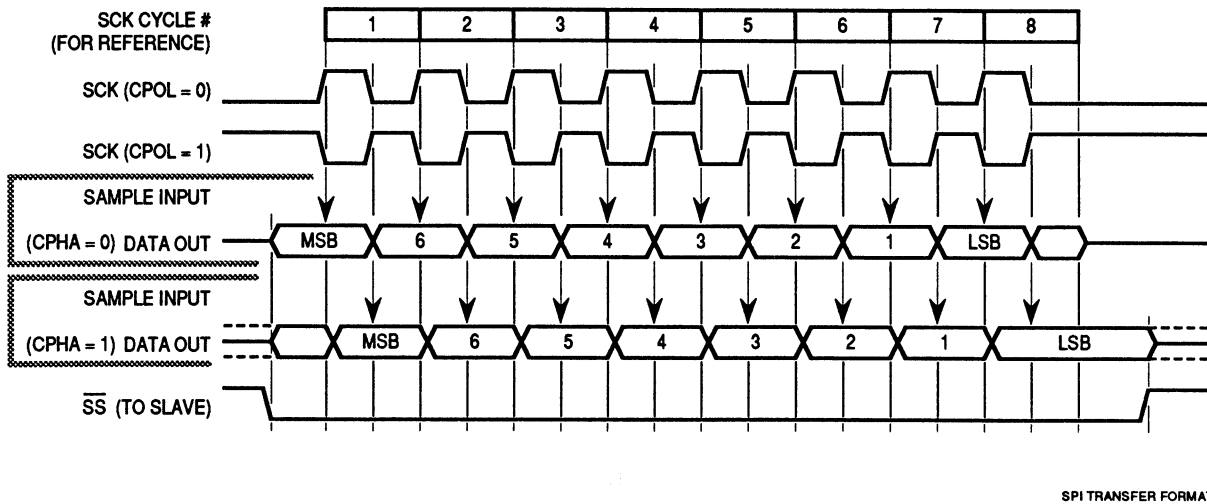 SCK CYCLE # 1 2 3 4 5 6 7 8
(FOR REFERENCE)
SCK (CPOL = 0)
SCK (CPOL = 1)
SAMPLE INPUT
(CPHA = 0) DATA OUT MSB 6 5 4 3 2 1 LSB
SAMPLE INPUT
(CPHA = 1) DATA OUT MSB 6 5 4 3 2 1 LSB
SS (TO SLAVE)
SPI TRANSFER FORMA